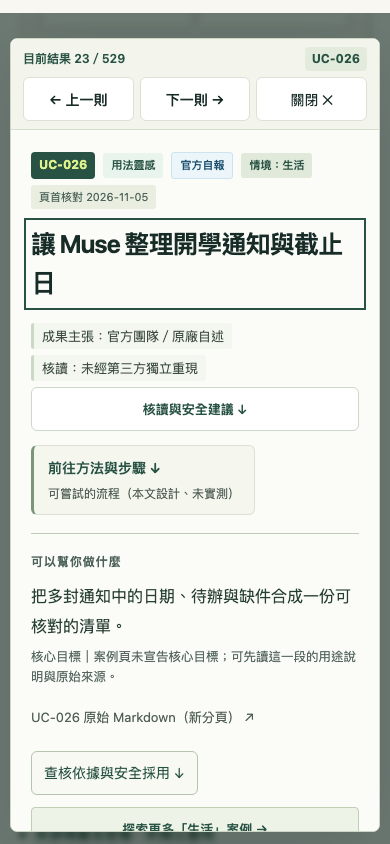 目前結果 23 / 529
UC-026
← 上一則
下一則 →
關閉 ×
UC-026
用法靈感
官方自報
情境：生活
頁首核對 2026-11-05
讓 Muse 整理開學通知與截止
日
成果主張：官方團隊 / 原廠自述
核讀：未經第三方獨立重現
核讀與安全建議 ↓
前往方法與步驟 ↓
可嘗試的流程（本文設計、未實測）
可以幫你做什麼
把多封通知中的日期、待辦與缺件合成一份可
核對的清單。
核心目標｜案例頁未宣告核心目標；可先讀這一段的用途說
明與原始來源。
UC-026 原始 Markdown（新分頁） ↗
查核依據與安全採用 ↓
探索更多「生活」案例 →